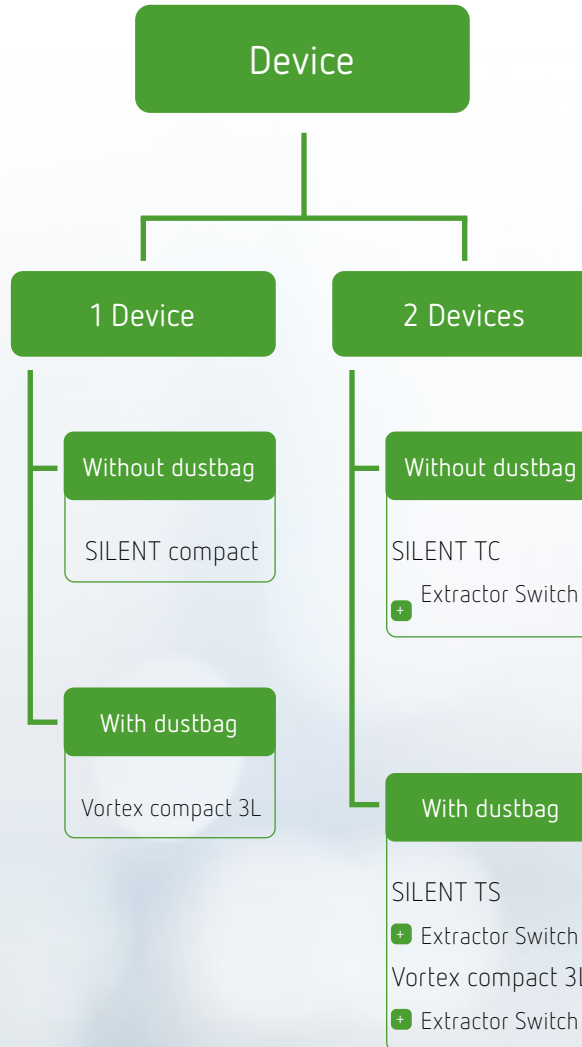 Device
1 Device
2 Devices
Without dustbag
SILENT compact
With dustbag
Vortex compact 3L
Without dustbag
SILENT TC
+ Extractor Switch
With dustbag
SILENT TS
+ Extractor Switch
Vortex compact 3L
+ Extractor Switch